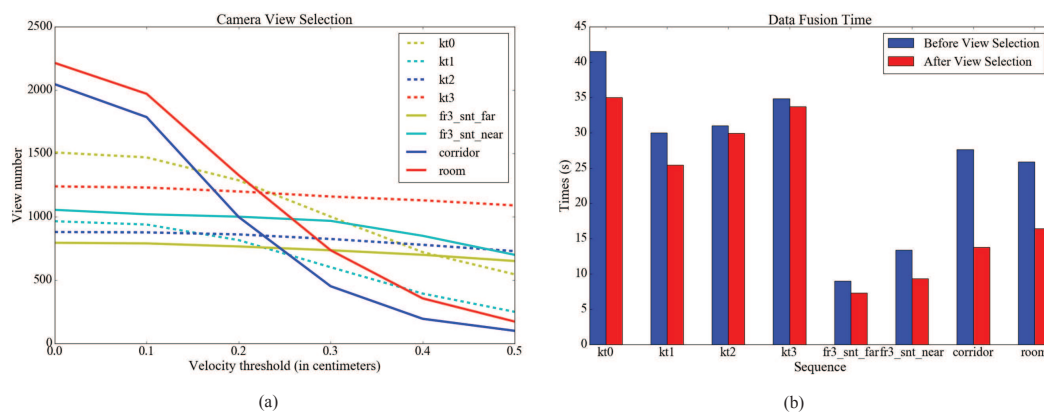 Camera View Selection
2500
2000
1500
1000
500
0
View number
kt0
kt1
kt2
kt3
fr3_snt_far
fr3_snt_near
corridor
room
0.0 0.1 0.2 0.3 0.4 0.5
Velocity threshold (in centimeters)
(a)
Data Fusion Time
45
40
35
30
25
20
15
10
5
0
Times (s)
Before View Selection
After View Selection
kt0 kt1 kt2 kt3 fr3_snt_far fr3_snt_near corridor room
Sequence
(b)